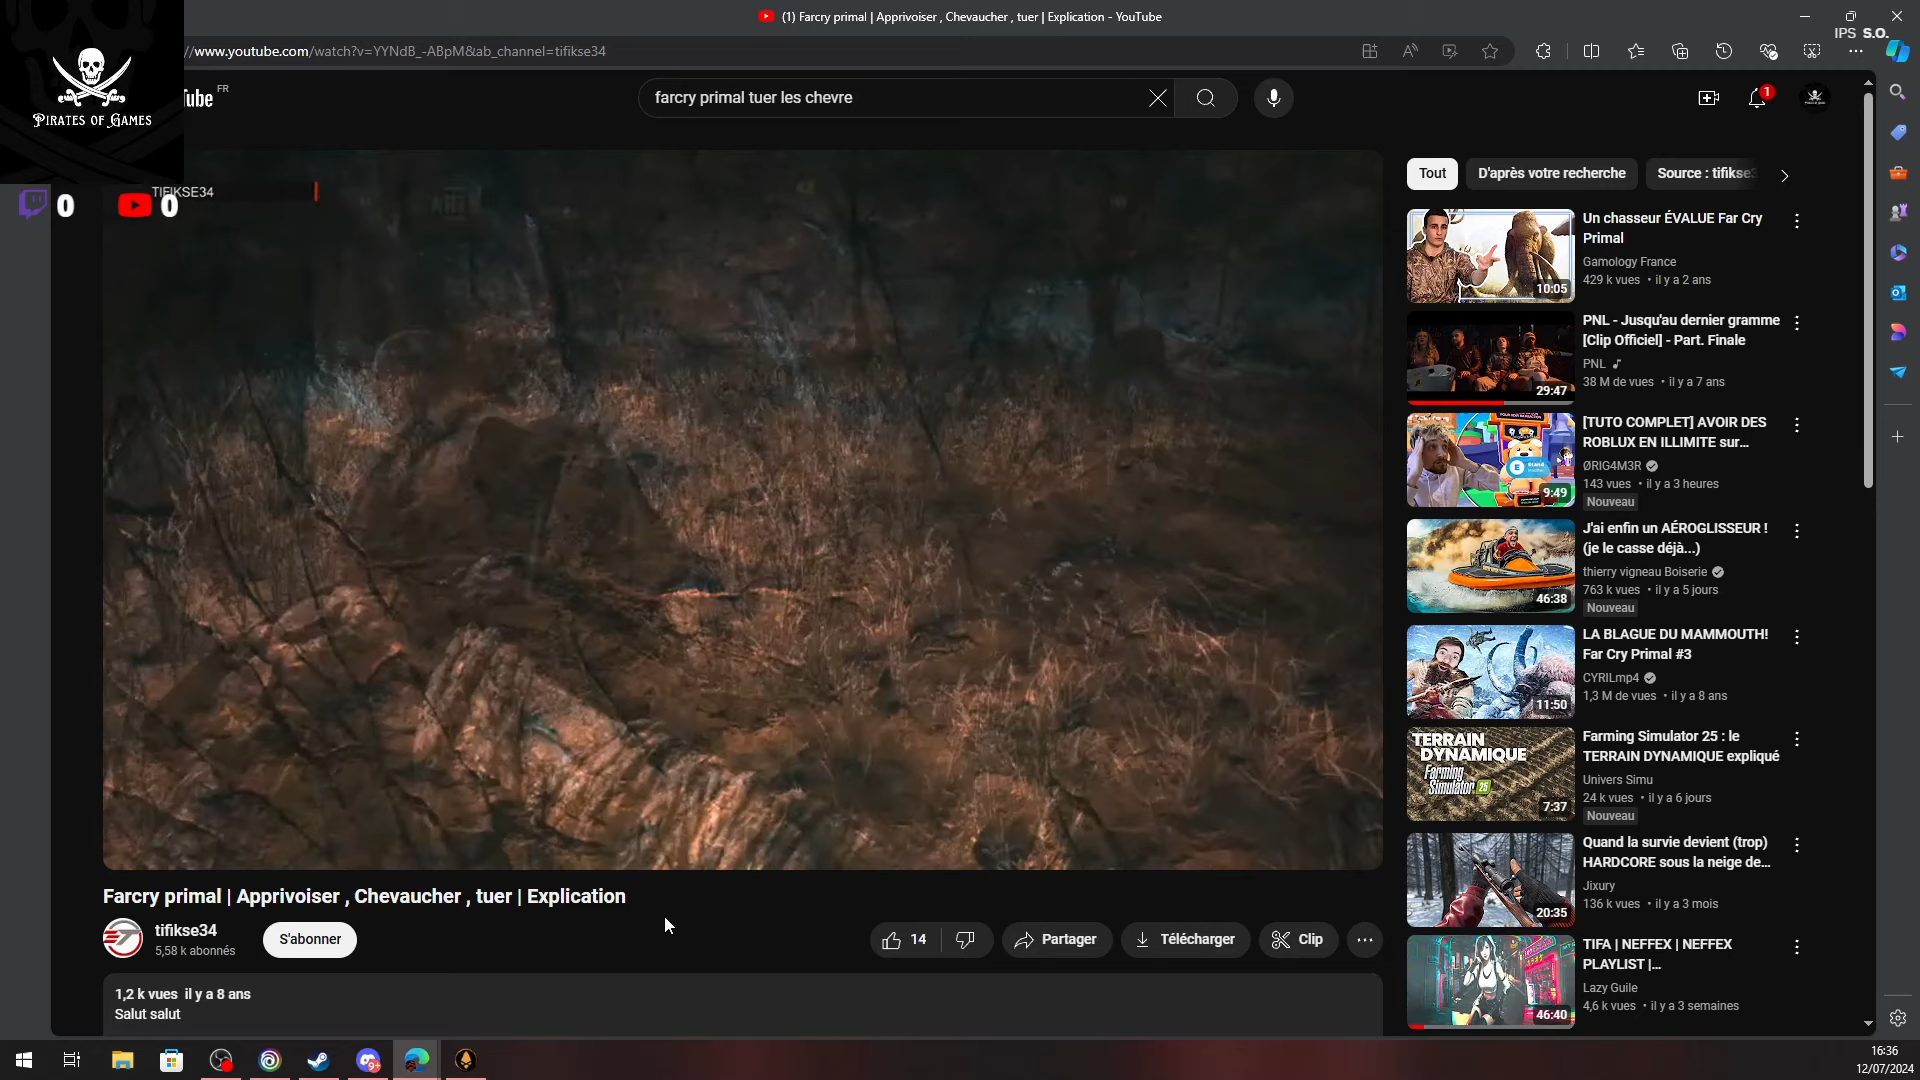 (1) Farcry primal | Apprivoiser , Chevaucher , tuer | Explication - YouTube
IPS S.O.
//www.youtube.com/watch?v=YYNdB_-ABpM&ab_channel=tifikse34
PIRATES OF GAMES
Tube FR
farcry primal tuer les chevre
1
TIFIKSE34
0
0
Tout
D'après votre recherche
Source : tifikse3
Un chasseur ÉVALUE Far Cry
Primal
Gamology France
429 k vues • il y a 2 ans
10:05
PNL - Jusqu'au dernier gramme
[Clip Officiel] - Part. Finale
PNL
38 M de vues • il y a 7 ans
29:47
[TUTO COMPLET] AVOIR DES
ROBLUX EN ILLIMITE sur...
ØRIG4M3R
143 vues • il y a 3 heures
Nouveau
9:49
J'ai enfin un AÉROGLISSEUR !
(je le casse déjà...)
thierry vigneau Boiserie
763 k vues • il y a 5 jours
Nouveau
46:38
LA BLAGUE DU MAMMOUTH!
Far Cry Primal #3
CYRILmp4
1,3 M de vues • il y a 8 ans
11:50
TERRAIN
DYNAMIQUE
Farming
Simulator 25
7:37
Farming Simulator 25 : le
TERRAIN DYNAMIQUE expliqué
Univers Simu
24 k vues • il y a 6 jours
Nouveau
Quand la survie devient (trop)
HARDCORE sous la neige de...
Jixury
136 k vues • il y a 3 mois
20:35
TIFA | NEFFEX | NEFFEX
PLAYLIST |...
Lazy Guile
4,6 k vues • il y a 3 semaines
46:40
Farcry primal | Apprivoiser , Chevaucher , tuer | Explication
tifikse34
5,58 k abonnés
S'abonner
14
Partager
Télécharger
Clip
1,2 k vues il y a 8 ans
Salut salut
9+
16:36
12/07/2024